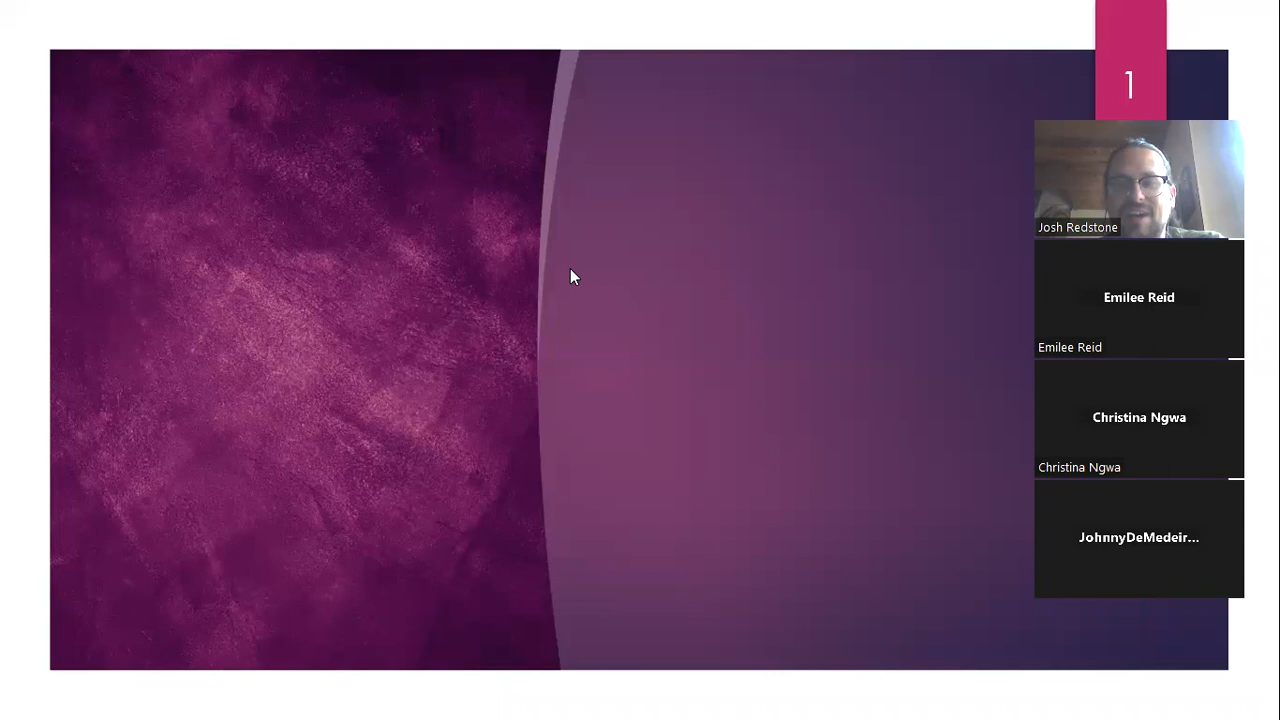 1
Josh Redstone
Emilee Reid
Emilee Reid
Christina Ngwa
Christina Ngwa
JohnnyDeMedeir...